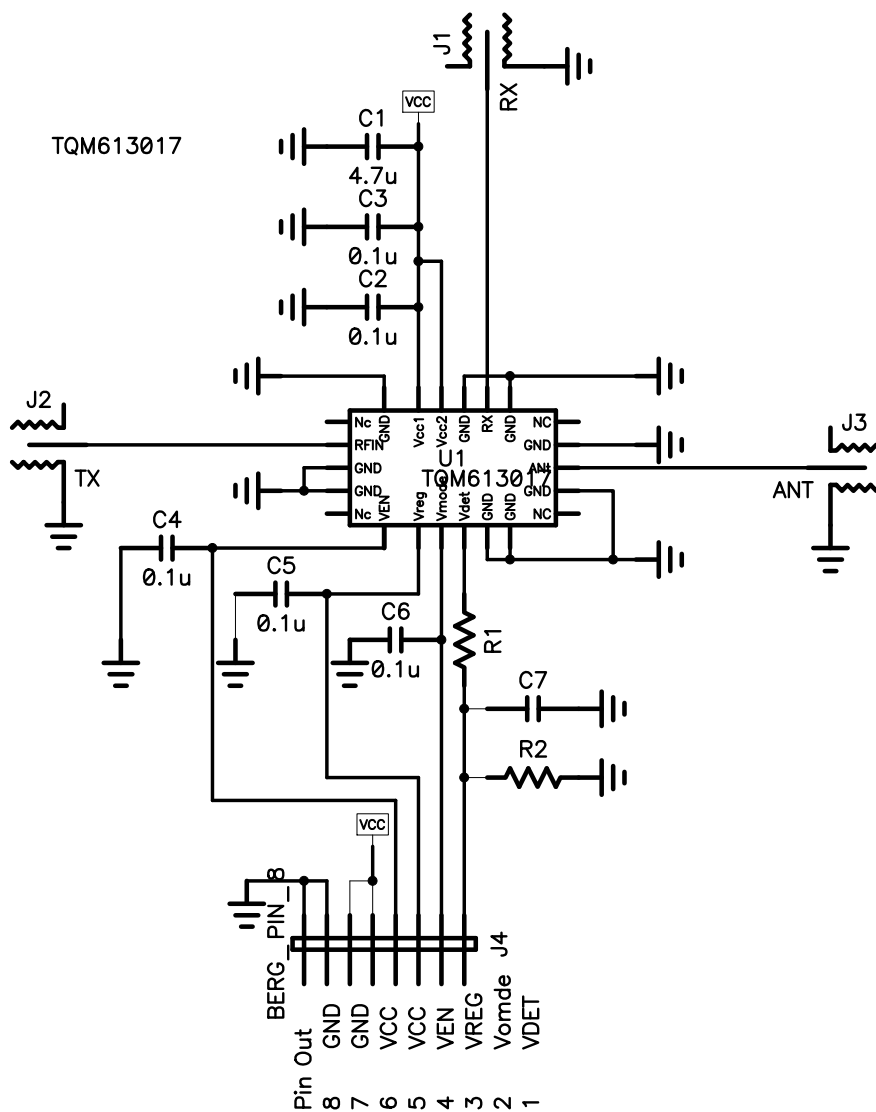 J1
RX
VCC
C1
TQM613017
4.7u
C3
0.1u
C2
0.1u
J2
TX
J3
ANT
Nc
GND
Vcc1
Vcc2
GND
RX
GND
NC
RFIN
GND
U1
TQM613017
GND
ANt
GND
GND
Nc
VEN
Vreg
Vmode
Vdet
GND
GND
NC
C4
0.1u
C5
0.1u
C6
0.1u
R1
C7
R2
VCC
BERG_PIN_8
J4
Pin Out
8 GND
7 GND
6 VCC
5 VCC
4 VEN
3 VREG
2 Vomde
1 VDET